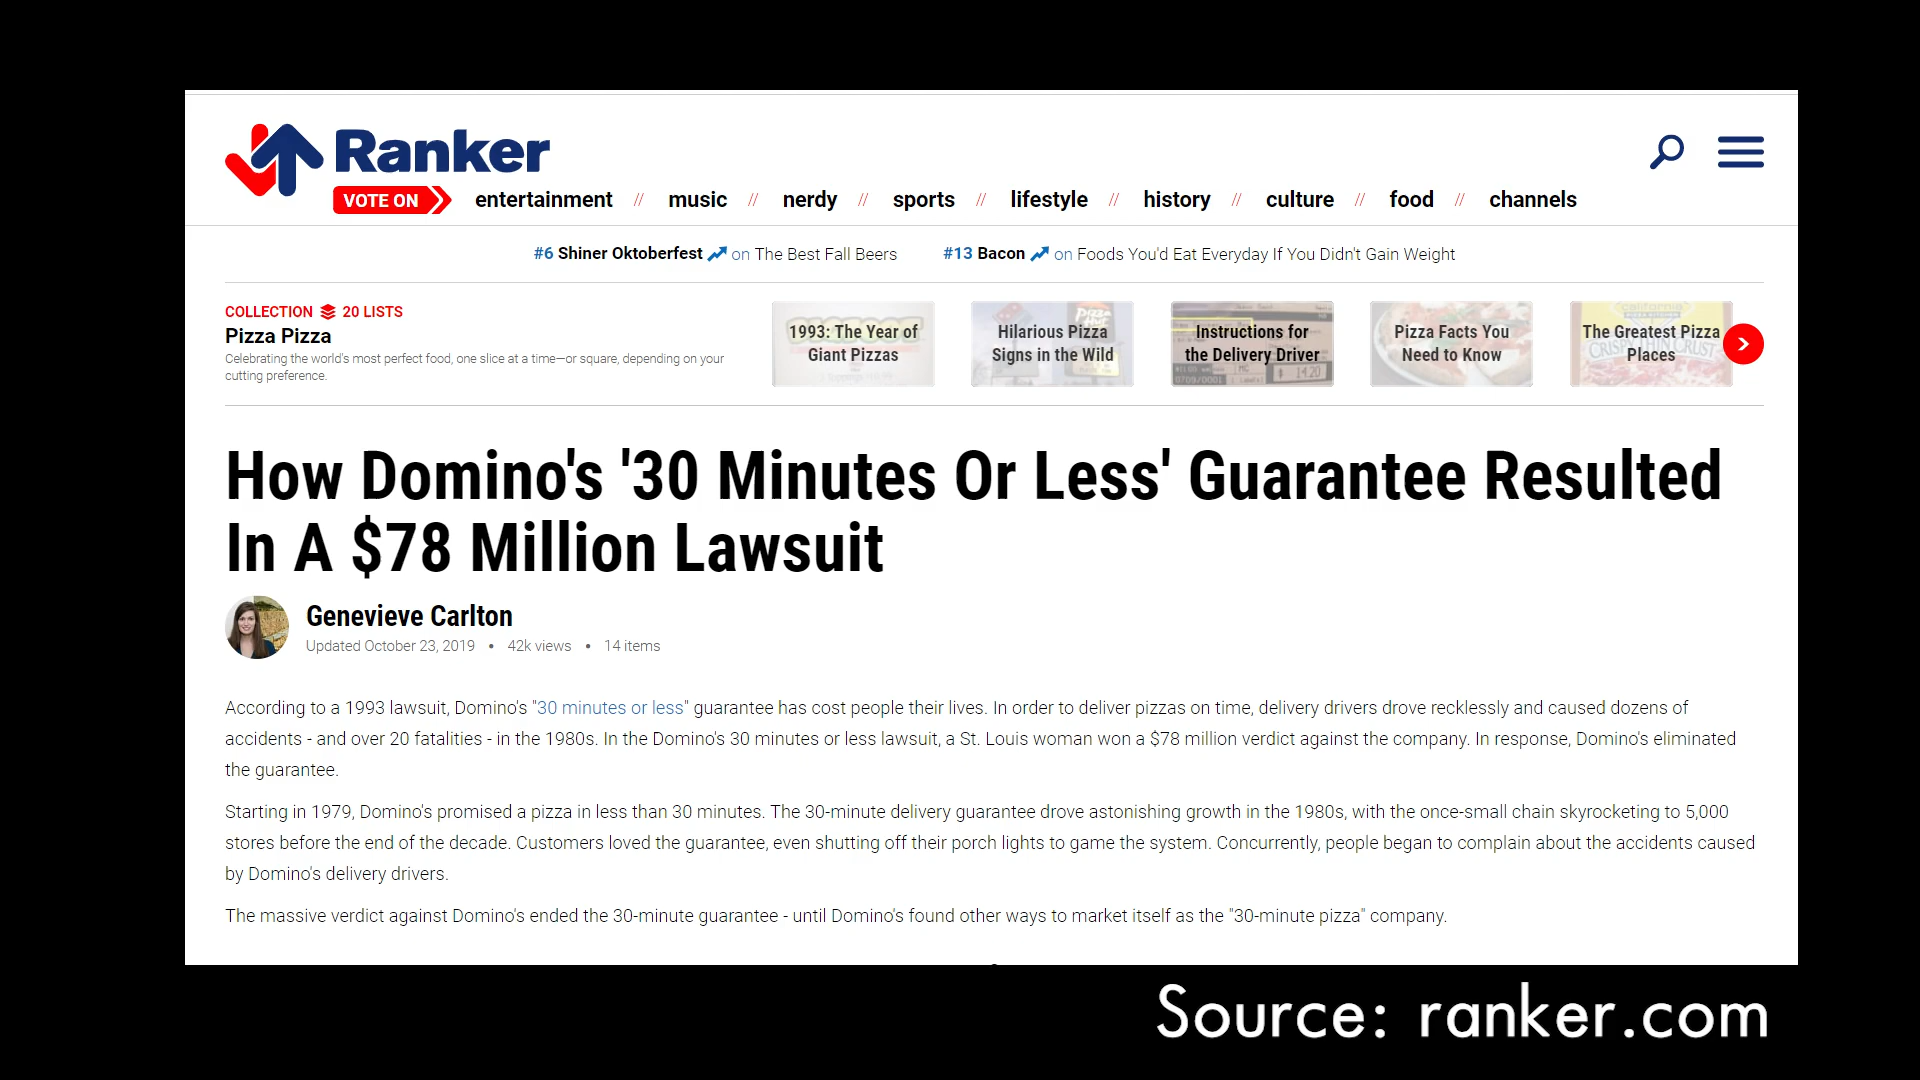 Ranker
VOTE ON entertainment // music // nerdy // sports // lifestyle // history // culture // food // channels
#6 Shiner Oktoberfest on The Best Fall Beers #13 Bacon on Foods You'd Eat Everyday If You Didn't Gain Weight
COLLECTION 20 LISTS
Pizza Pizza
Celebrating the world's most perfect food, one slice at a time—or square, depending on your
cutting preference.
1993: The Year of
Giant Pizzas
Hilarious Pizza
Signs in the Wild
Instructions for
the Delivery Driver
$ 14.20
Pizza Facts You
Need to Know
The Greatest Pizza
Places
CRISPY THIN CRUST
How Domino's '30 Minutes Or Less' Guarantee Resulted
In A $78 Million Lawsuit
Genevieve Carlton
Updated October 23, 2019 • 42k views • 14 items
According to a 1993 lawsuit, Domino's "30 minutes or less" guarantee has cost people their lives. In order to deliver pizzas on time, delivery drivers drove recklessly and caused dozens of
accidents - and over 20 fatalities - in the 1980s. In the Domino's 30 minutes or less lawsuit, a St. Louis woman won a $78 million verdict against the company. In response, Domino's eliminated
the guarantee.
Starting in 1979, Domino's promised a pizza in less than 30 minutes. The 30-minute delivery guarantee drove astonishing growth in the 1980s, with the once-small chain skyrocketing to 5,000
stores before the end of the decade. Customers loved the guarantee, even shutting off their porch lights to game the system. Concurrently, people began to complain about the accidents caused
by Domino's delivery drivers.
The massive verdict against Domino's ended the 30-minute guarantee - until Domino's found other ways to market itself as the "30-minute pizza" company.
Source: ranker.com